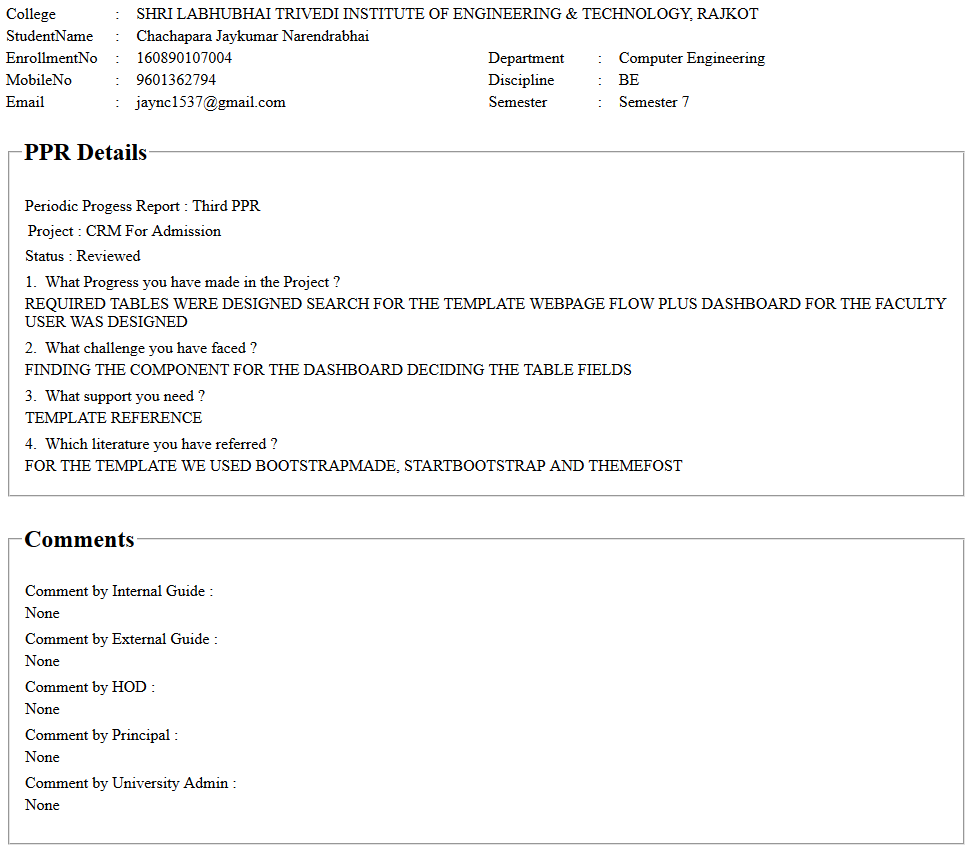 College : SHRI LABHUBHAI TRIVEDI INSTITUTE OF ENGINEERING & TECHNOLOGY, RAJKOT
StudentName : Chachapara Jaykumar Narendrabhai
EnrollmentNo : 160890107004 Department : Computer Engineering
MobileNo : 9601362794 Discipline : BE
Email : jaync1537@gmail.com Semester : Semester 7
PPR Details
Periodic Progess Report : Third PPR
Project : CRM For Admission
Status : Reviewed
1. What Progress you have made in the Project ?
REQUIRED TABLES WERE DESIGNED SEARCH FOR THE TEMPLATE WEBPAGE FLOW PLUS DASHBOARD FOR THE FACULTY
USER WAS DESIGNED
2. What challenge you have faced ?
FINDING THE COMPONENT FOR THE DASHBOARD DECIDING THE TABLE FIELDS
3. What support you need ?
TEMPLATE REFERENCE
4. Which literature you have referred ?
FOR THE TEMPLATE WE USED BOOTSTRAPMADE, STARTBOOTSTRAP AND THEMEFOST
Comments
Comment by Internal Guide :
None
Comment by External Guide :
None
Comment by HOD :
None
Comment by Principal :
None
Comment by University Admin :
None